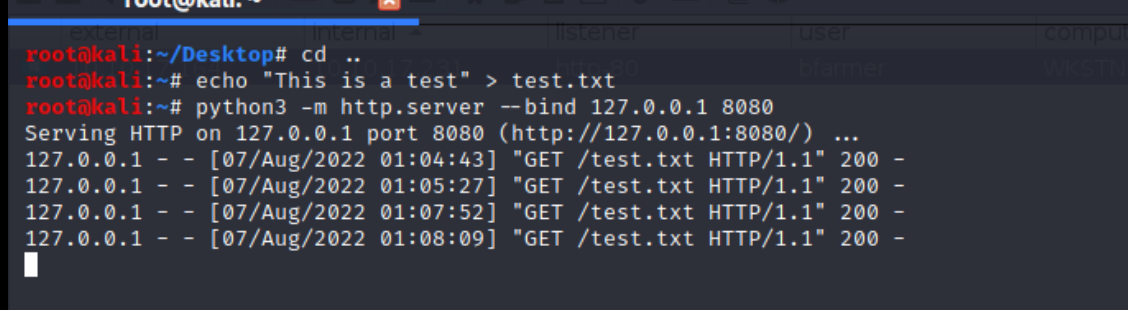 root@kali: ~
external internal listener user comput
root@kali:~/Desktop# cd ..
root@kali:~# echo "This is a test" > test.txt
bfarmer WKSTN
root@kali:~# python3 -m http.server --bind 127.0.0.1 8080
Serving HTTP on 127.0.0.1 port 8080 (http://127.0.0.1:8080/) ...
127.0.0.1 - - [07/Aug/2022 01:04:43] "GET /test.txt HTTP/1.1" 200 -
127.0.0.1 - - [07/Aug/2022 01:05:27] "GET /test.txt HTTP/1.1" 200 -
127.0.0.1 - - [07/Aug/2022 01:07:52] "GET /test.txt HTTP/1.1" 200 -
127.0.0.1 - - [07/Aug/2022 01:08:09] "GET /test.txt HTTP/1.1" 200 -